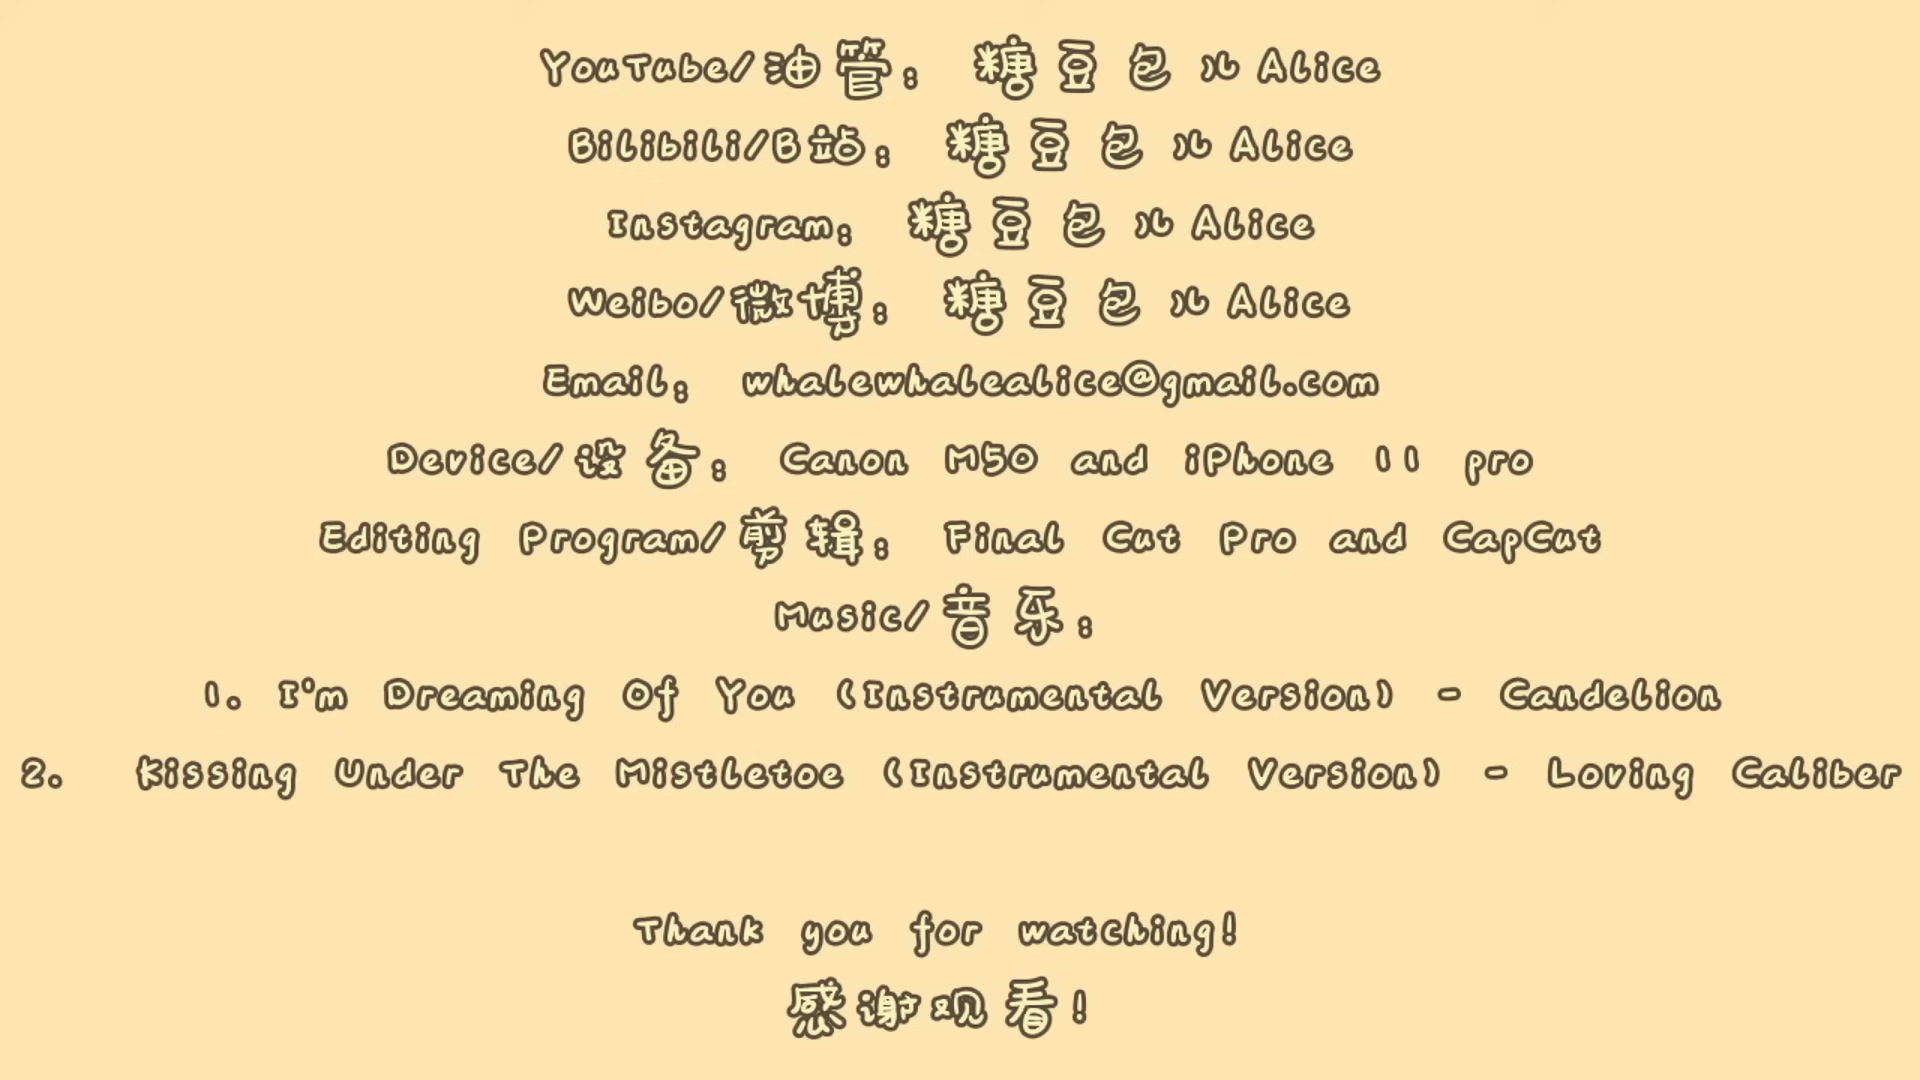 YouTube/油管： 糖豆包儿Alice
Bilibili/B站： 糖豆包儿Alice
Instagram： 糖豆包儿Alice
Weibo/微博： 糖豆包儿Alice
Email： whalewhalealice@gmail.com
Device/设备： Canon M50 and iPhone 11 pro
Editing Program/剪辑： Final Cut Pro and CapCut
Music/音乐：
1. I'm Dreaming Of You (Instrumental Version) - Candelion
2. Kissing Under The Mistletoe (Instrumental Version) - Loving Caliber
Thank you for watching!
感谢观看！